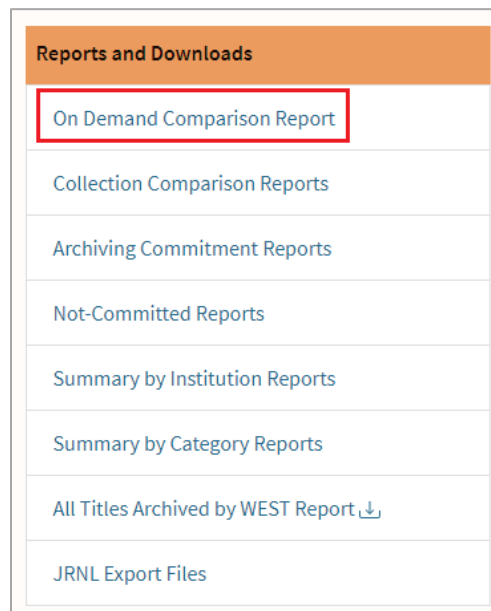 Reports and Downloads
On Demand Comparison Report
Collection Comparison Reports
Archiving Commitment Reports
Not-Committed Reports
Summary by Institution Reports
Summary by Category Reports
All Titles Archived by WEST Report
JRNL Export Files